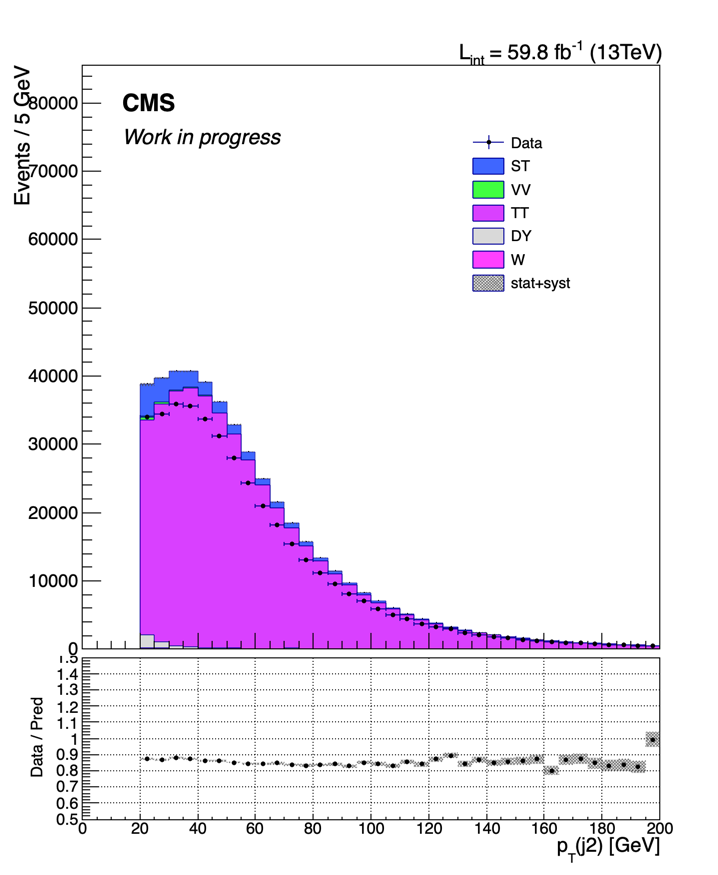 L_int = 59.8 fb^-1 (13TeV)
Events / 5 GeV
CMS
Work in progress
Data
ST
VV
TT
DY
W
stat+syst
80000
70000
60000
50000
40000
30000
20000
10000
0
Data / Pred
1.5
1.4
1.3
1.2
1.1
1
0.9
0.8
0.7
0.6
0.5
0 20 40 60 80 100 120 140 160 180 200
p_T(j2) [GeV]